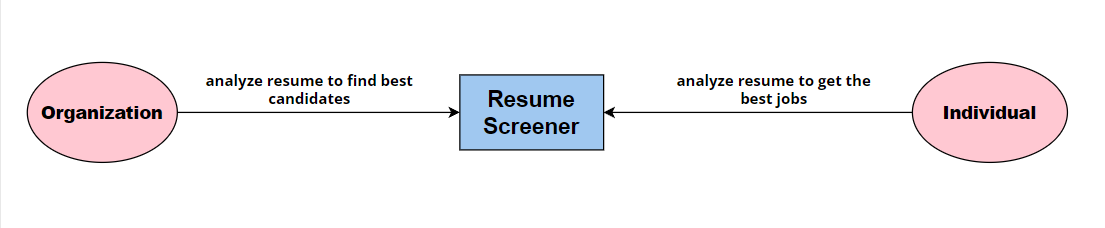 Organization
analyze resume to find best
candidates
Resume
Screener
analyze resume to get the
best jobs
Individual